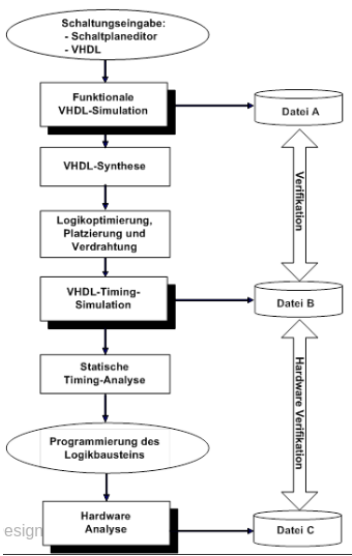 Schaltungseingabe:
- Schaltplaneditor
- VHDL
Funktionale
VHDL-Simulation
Datei A
VHDL-Synthese
Verifikation
Logikoptimierung,
Platzierung und
Verdrahtung
VHDL-Timing-
Simulation
Datei B
Statische
Timing-Analyse
Hardware Verifikation
Programmierung des
Logikbausteins
Hardware
Analyse
Datei C
esign